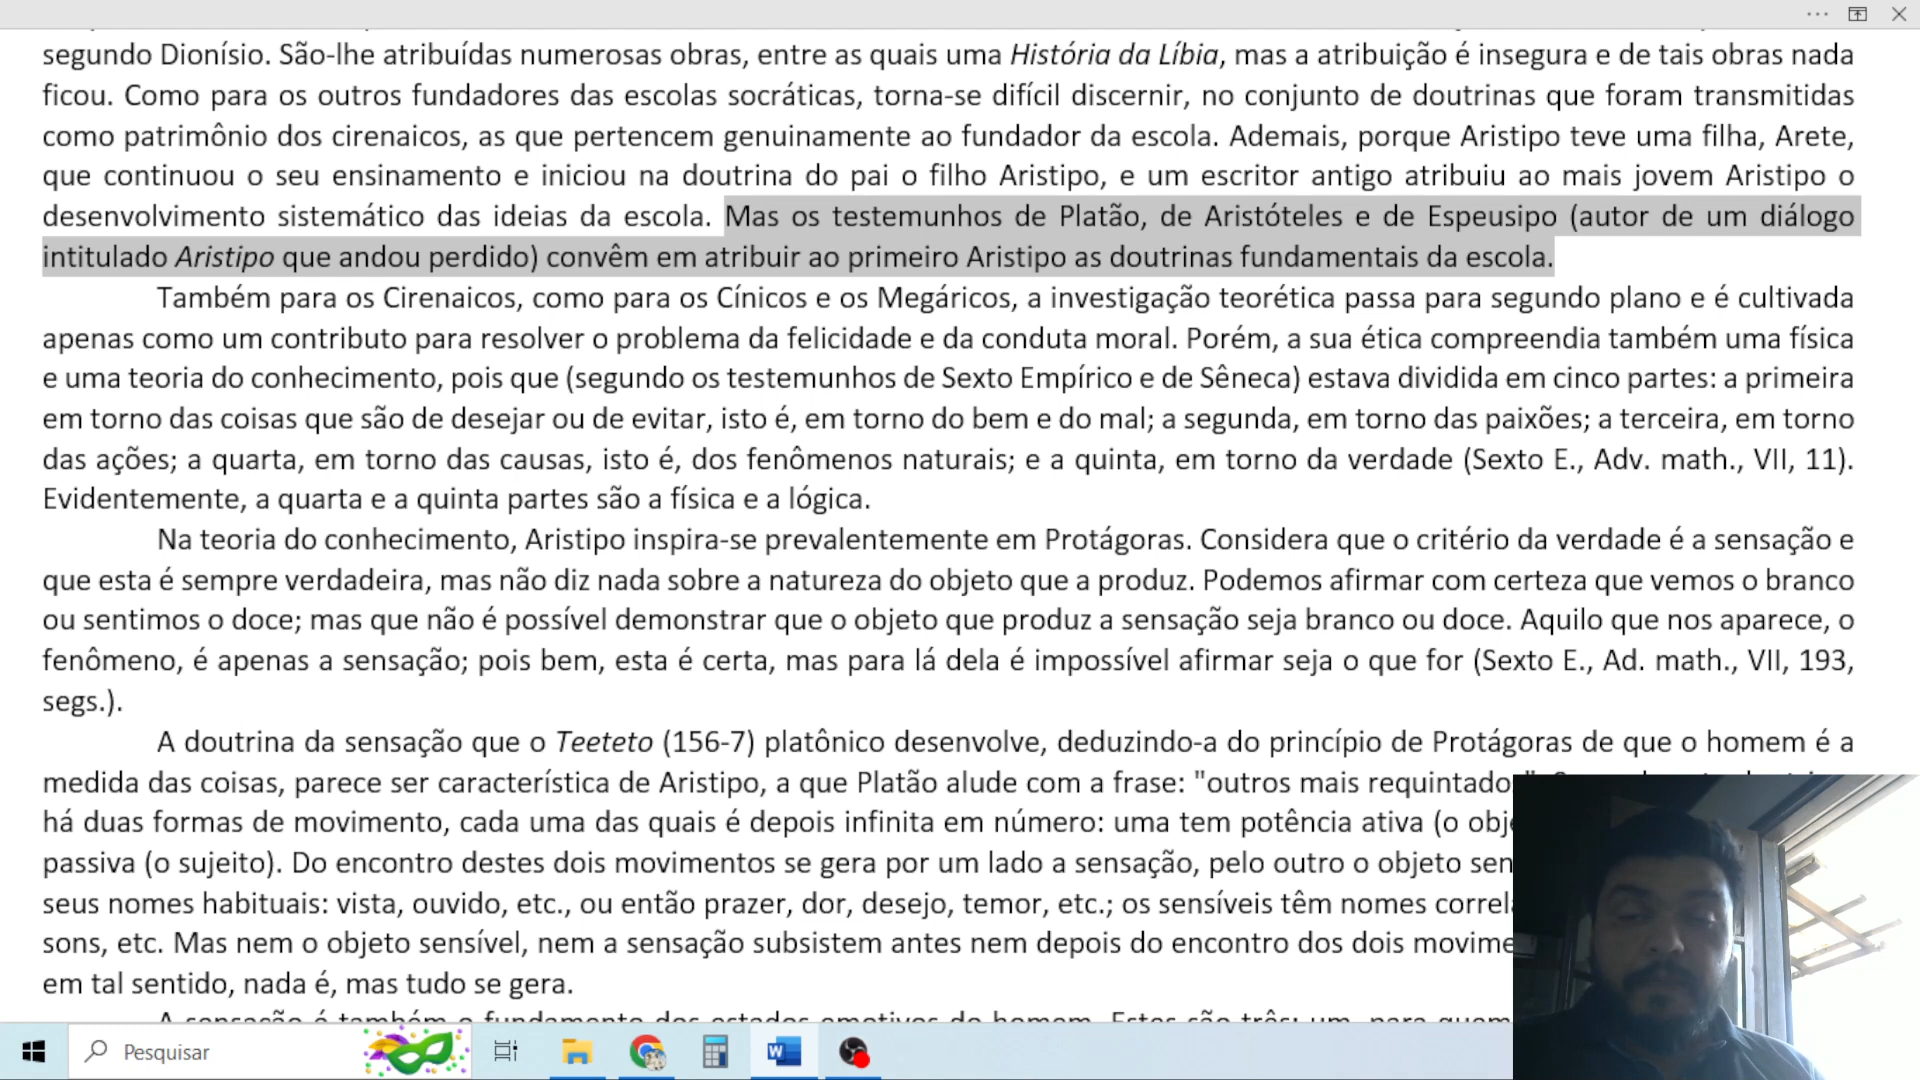 segundo Dionísio. São-lhe atribuídas numerosas obras, entre as quais uma História da Líbia, mas a atribuição é insegura e de tais obras nada
ficou. Como para os outros fundadores das escolas socráticas, torna-se difícil discernir, no conjunto de doutrinas que foram transmitidas
como patrimônio dos cirenaicos, as que pertencem genuinamente ao fundador da escola. Ademais, porque Aristipo teve uma filha, Arete,
que continuou o seu ensinamento e iniciou na doutrina do pai o filho Aristipo, e um escritor antigo atribuiu ao mais jovem Aristipo o
desenvolvimento sistemático das ideias da escola. Mas os testemunhos de Platão, de Aristóteles e de Espeusipo (autor de um diálogo
intitulado Aristipo que andou perdido) convêm em atribuir ao primeiro Aristipo as doutrinas fundamentais da escola.
Também para os Cirenaicos, como para os Cínicos e os Megáricos, a investigação teorética passa para segundo plano e é cultivada
apenas como um contributo para resolver o problema da felicidade e da conduta moral. Porém, a sua ética compreendia também uma física
e uma teoria do conhecimento, pois que (segundo os testemunhos de Sexto Empírico e de Sêneca) estava dividida em cinco partes: a primeira
em torno das coisas que são de desejar ou de evitar, isto é, em torno do bem e do mal; a segunda, em torno das paixões; a terceira, em torno
das ações; a quarta, em torno das causas, isto é, dos fenômenos naturais; e a quinta, em torno da verdade (Sexto E., Adv. math., VII, 11).
Evidentemente, a quarta e a quinta partes são a física e a lógica.
Na teoria do conhecimento, Aristipo inspira-se prevalentemente em Protágoras. Considera que o critério da verdade é a sensação e
que esta é sempre verdadeira, mas não diz nada sobre a natureza do objeto que a produz. Podemos afirmar com certeza que vemos o branco
ou sentimos o doce; mas que não é possível demonstrar que o objeto que produz a sensação seja branco ou doce. Aquilo que nos aparece, o
fenômeno, é apenas a sensação; pois bem, esta é certa, mas para lá dela é impossível afirmar seja o que for (Sexto E., Ad. math., VII, 193,
segs.).
A doutrina da sensação que o Teeteto (156-7) platônico desenvolve, deduzindo-a do princípio de Protágoras de que o homem é a
medida das coisas, parece ser característica de Aristipo, a que Platão alude com a frase: "outros mais
há duas formas de movimento, cada uma das quais é depois infinita em número: uma tem potência ativa (o
passiva (o sujeito). Do encontro destes dois movimentos se gera por um lado a sensação, pelo outro o objeto
seus nomes habituais: vista, ouvido, etc., ou então prazer, dor, desejo, temor, etc.; os sensíveis têm nomes
sons, etc. Mas nem o objeto sensível, nem a sensação subsistem antes nem depois do encontro dos dois
em tal sentido, nada é, mas tudo se gera.
A sensação é também o fundamento dos estados emotivos do homem. Estes são três: um, para quem
Pesquisar